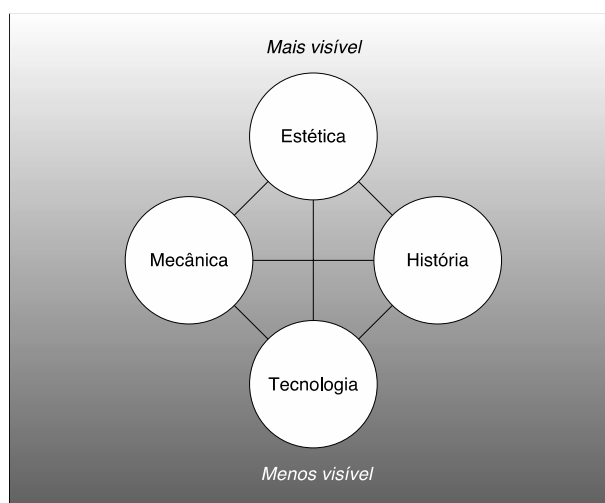 Mais visível
Estética
Mecânica
História
Tecnologia
Menos visível